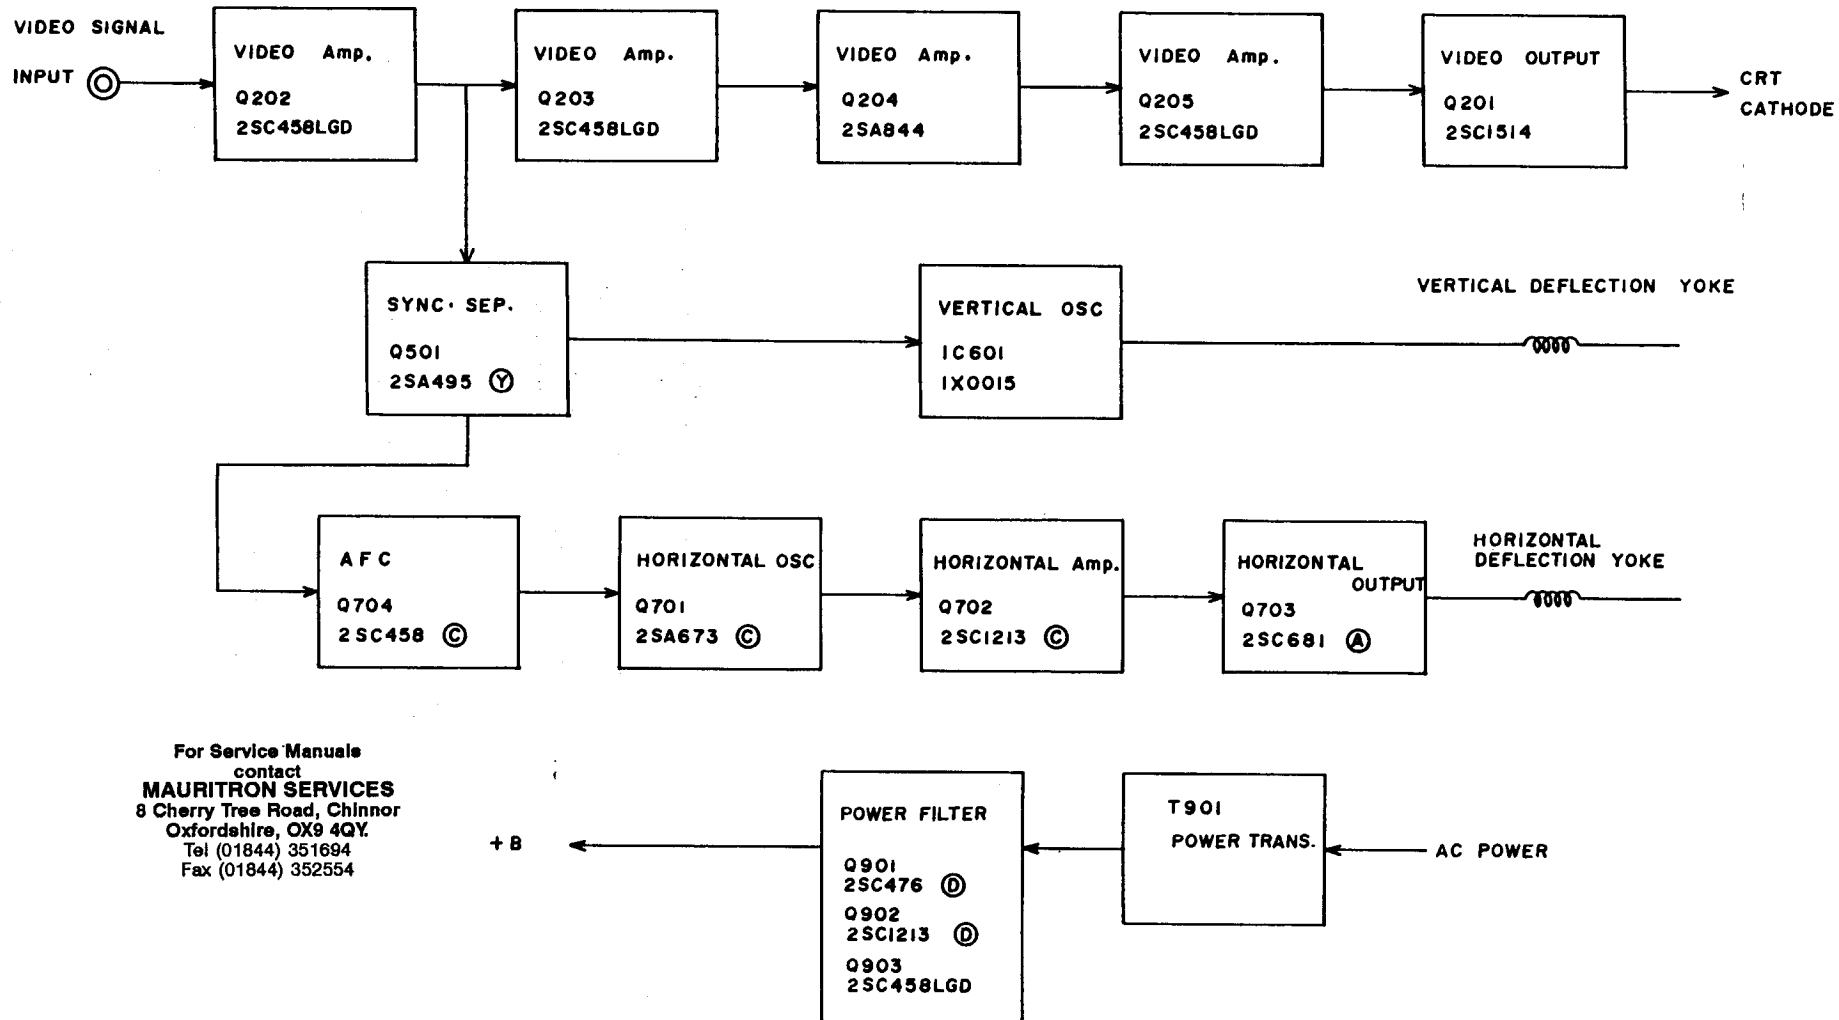 VIDEO SIGNAL
INPUT
VIDEO Amp.
Q202
2SC458LGD
VIDEO Amp.
Q203
2SC458LGD
VIDEO Amp.
Q204
2SA844
VIDEO Amp.
Q205
2SC458LGD
VIDEO OUTPUT
Q201
2SC1514
CRT
CATHODE
SYNC. SEP.
Q501
2SA495 Ⓨ
VERTICAL OSC
IC601
IX0015
VERTICAL DEFLECTION YOKE
AFC
Q704
2SC458 Ⓒ
HORIZONTAL OSC
Q701
2SA673 Ⓒ
HORIZONTAL Amp.
Q702
2SC1213 Ⓒ
HORIZONTAL
OUTPUT
Q703
2SC681 Ⓐ
HORIZONTAL
DEFLECTION YOKE
For Service Manuals
contact
MAURITRON SERVICES
8 Cherry Tree Road, Chinnor
Oxfordshire, OX9 4QY.
Tel (01844) 351694
Fax (01844) 352554
+B
POWER FILTER
Q901
2SC476 Ⓓ
Q902
2SC1213 Ⓓ
Q903
2SC458LGD
T901
POWER TRANS.
AC POWER